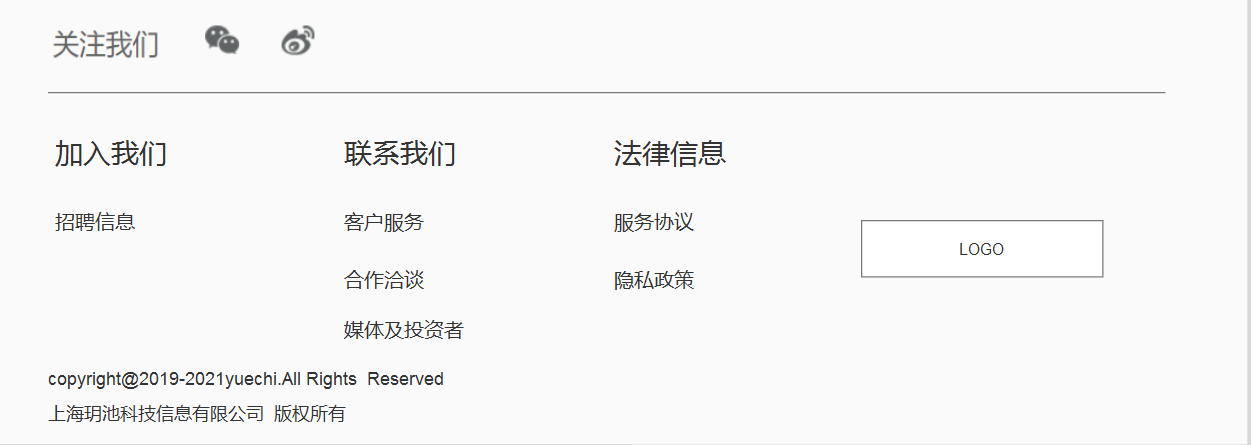 关注我们
加入我们 联系我们 法律信息
招聘信息 客户服务 服务协议
LOGO
合作洽谈 隐私政策
媒体及投资者
copyright@2019-2021yuechi.All Rights  Reserved
上海玥池科技信息有限公司  版权所有